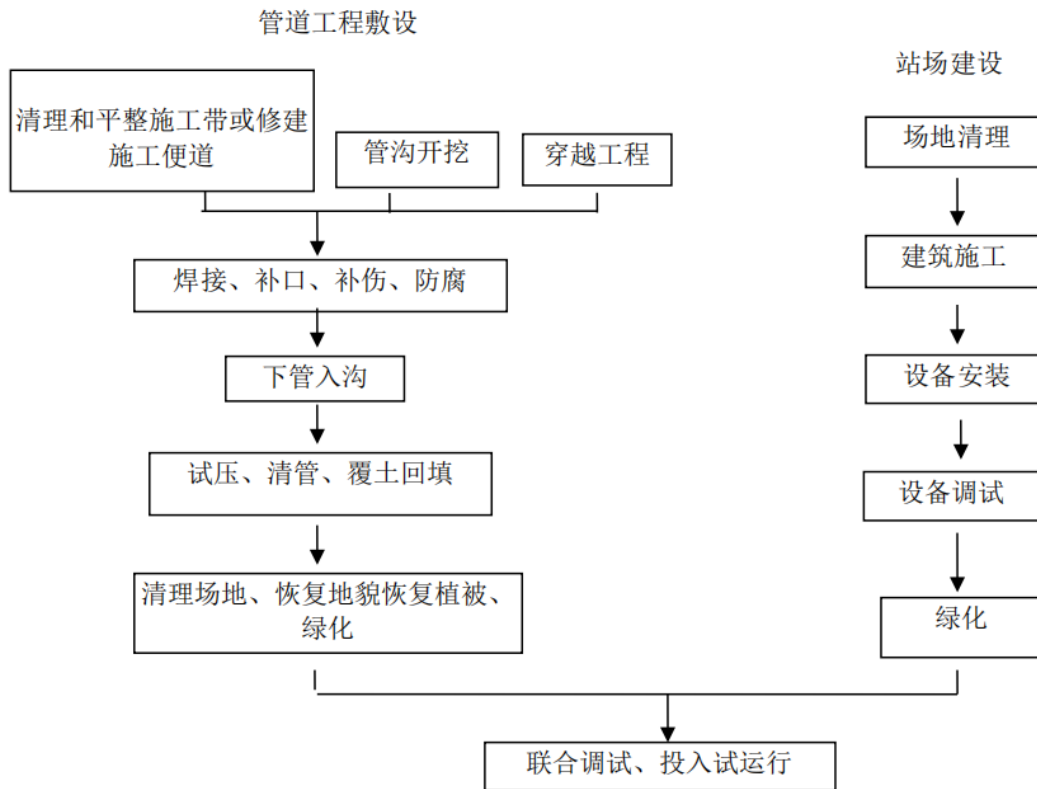 管道工程敷设
站场建设
清理和平整施工带或修建
施工便道
管沟开挖
穿越工程
场地清理
焊接、补口、补伤、防腐
建筑施工
下管入沟
设备安装
试压、清管、覆土回填
设备调试
清理场地、恢复地貌恢复植被、
绿化
绿化
联合调试、投入试运行